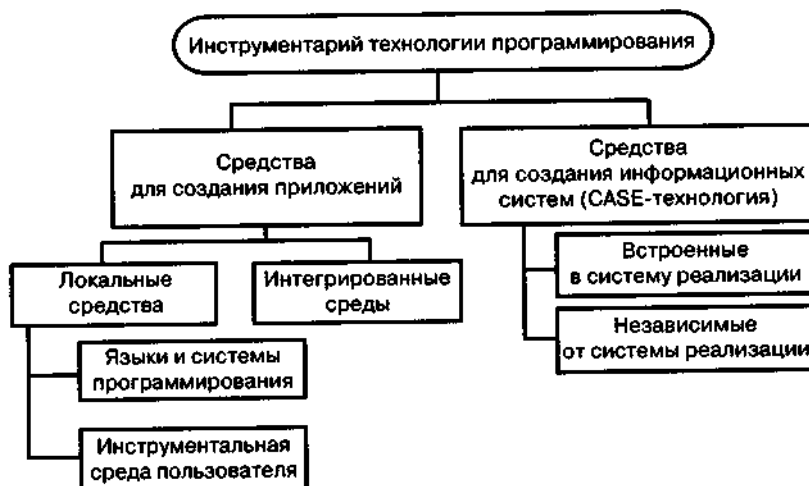 Инструментарий технологии программирования
Средства
для создания приложений
Средства
для создания информационных
систем (CASE-технология)
Локальные
средства
Интегрированные
среды
Встроенные
в систему реализации
Независимые
от системы реализации
Языки и системы
программирования
Инструментальная
среда пользователя